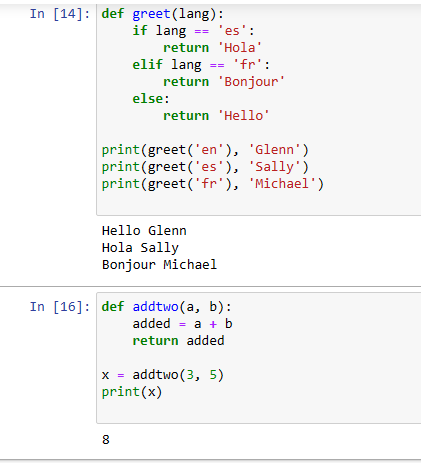 In [14]: def greet(lang):
    if lang == 'es':
        return 'Hola'
    elif lang == 'fr':
        return 'Bonjour'
    else:
        return 'Hello'
print(greet('en'), 'Glenn')
print(greet('es'), 'Sally')
print(greet('fr'), 'Michael')
Hello Glenn
Hola Sally
Bonjour Michael
In [16]: def addtwo(a, b):
    added = a + b
    return added
x = addtwo(3, 5)
print(x)
8